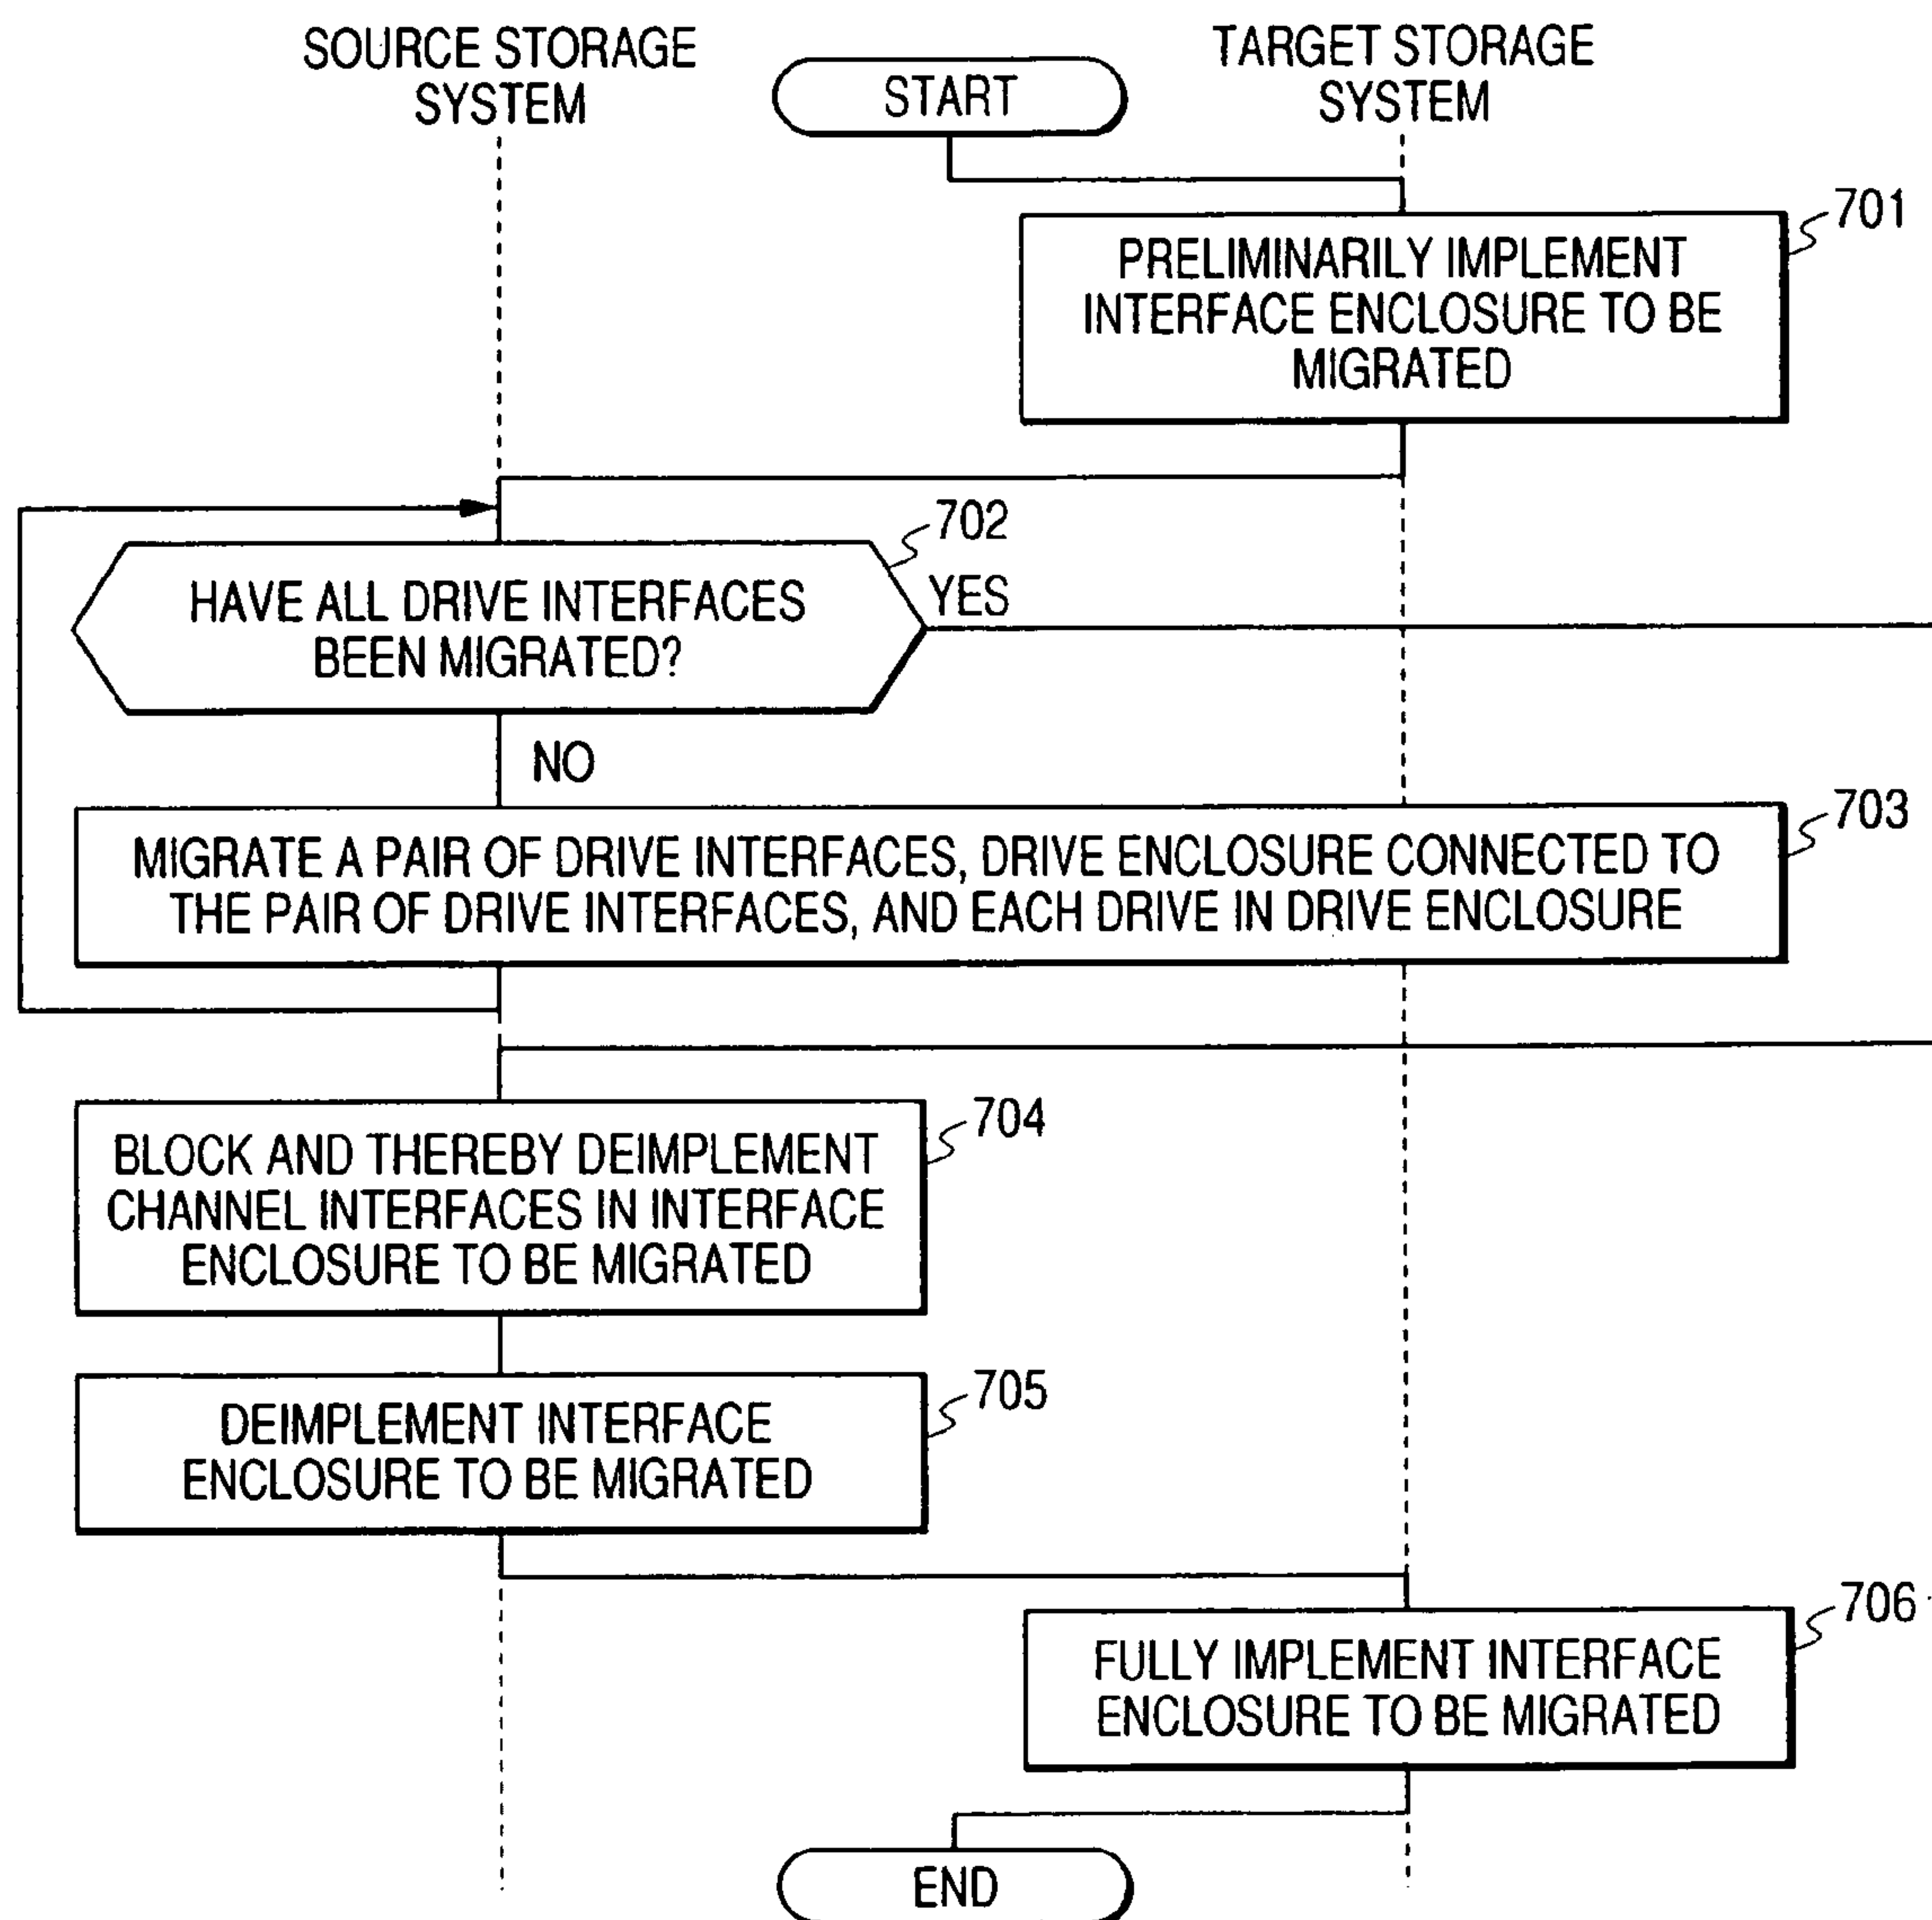 SOURCE STORAGE
SYSTEM
START
TARGET STORAGE
SYSTEM
701
PRELIMINARILY IMPLEMENT
INTERFACE ENCLOSURE TO BE
MIGRATED
702
HAVE ALL DRIVE INTERFACES
BEEN MIGRATED?
YES
NO
703
MIGRATE A PAIR OF DRIVE INTERFACES, DRIVE ENCLOSURE CONNECTED TO
THE PAIR OF DRIVE INTERFACES, AND EACH DRIVE IN DRIVE ENCLOSURE
704
BLOCK AND THEREBY DEIMPLEMENT
CHANNEL INTERFACES IN INTERFACE
ENCLOSURE TO BE MIGRATED
705
DEIMPLEMENT INTERFACE
ENCLOSURE TO BE MIGRATED
706
FULLY IMPLEMENT INTERFACE
ENCLOSURE TO BE MIGRATED
END